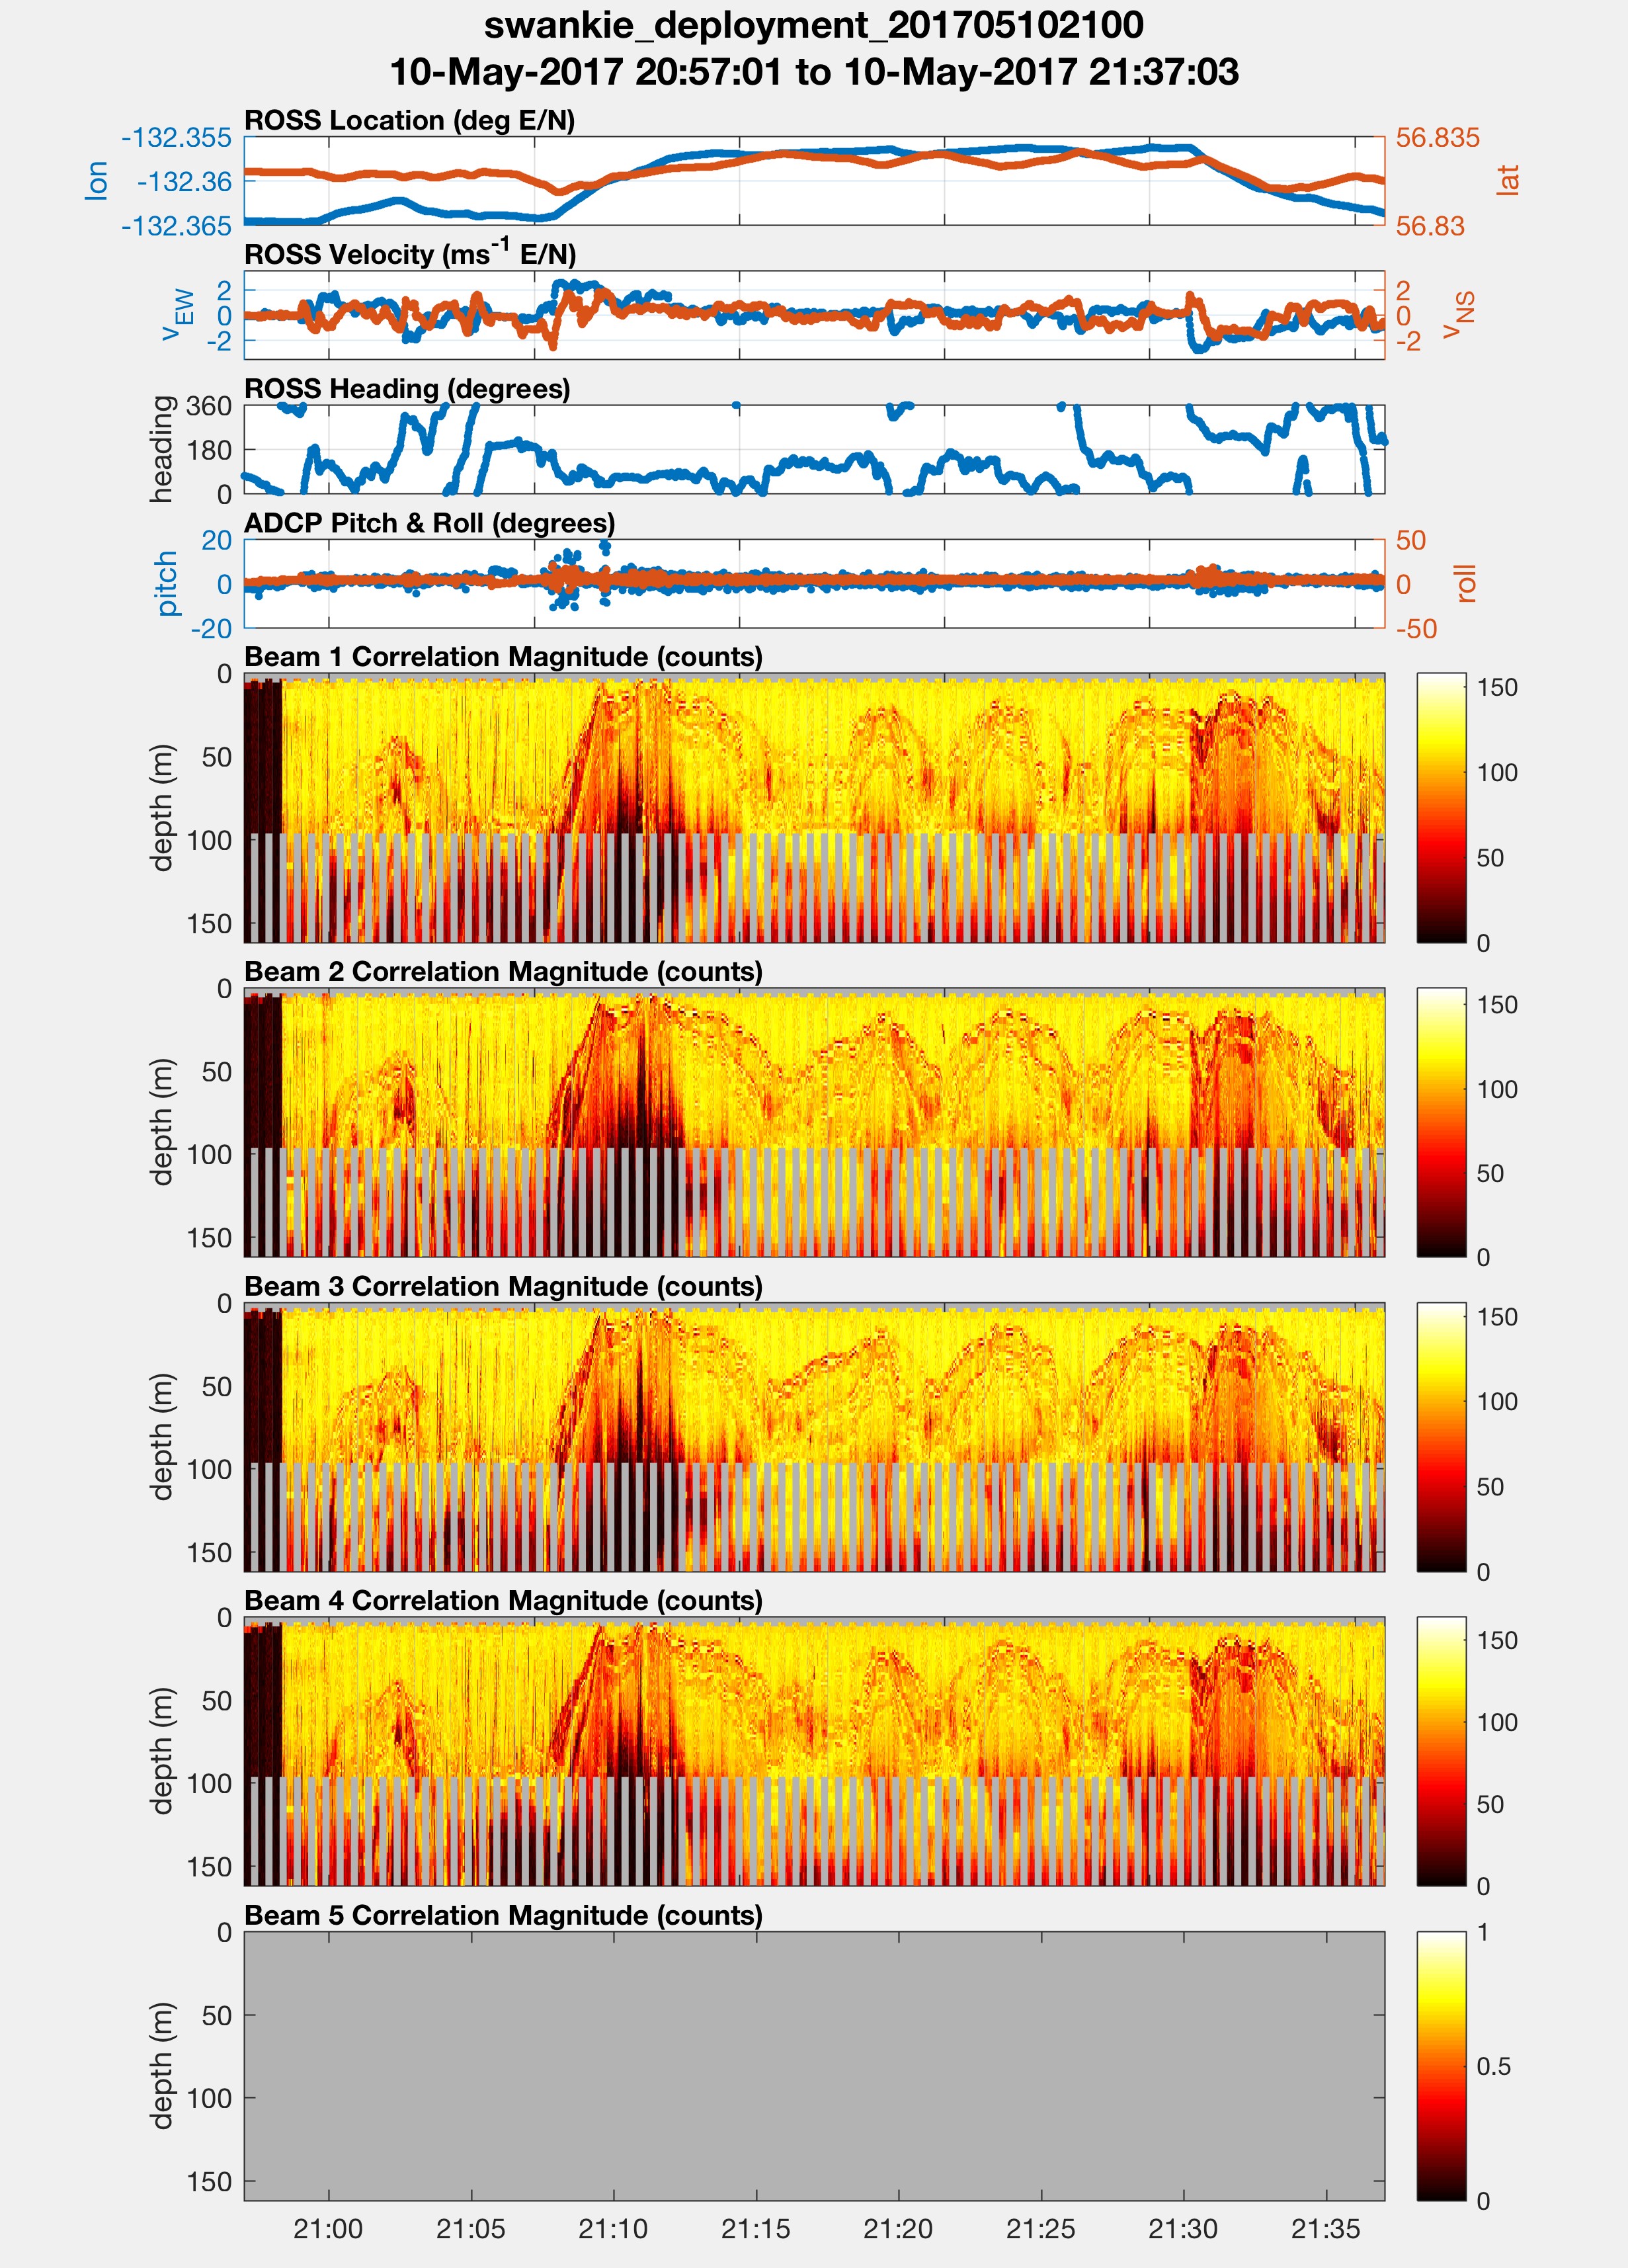 swankie_deployment_201705102100
10-May-2017 20:57:01 to 10-May-2017 21:37:03
ROSS Location (deg E/N)
-132.355 56.835
lon -132.36 lat
-132.365 56.83
ROSS Velocity (ms-1 E/N)
2 2
vEW 0 0 vNS
-2 -2
ROSS Heading (degrees)
360
heading 180
0
ADCP Pitch & Roll (degrees)
20 50
pitch 0 0 roll
-20 -50
Beam 1 Correlation Magnitude (counts)
0 150
50 100
depth (m)
100 50
150 0
Beam 2 Correlation Magnitude (counts)
0 150
50 100
depth (m)
100 50
150 0
Beam 3 Correlation Magnitude (counts)
0 150
50 100
depth (m)
100 50
150 0
Beam 4 Correlation Magnitude (counts)
0 150
50 100
depth (m)
100 50
150 0
Beam 5 Correlation Magnitude (counts)
0 1
50
depth (m) 0.5
100
150 0
21:00 21:05 21:10 21:15 21:20 21:25 21:30 21:35